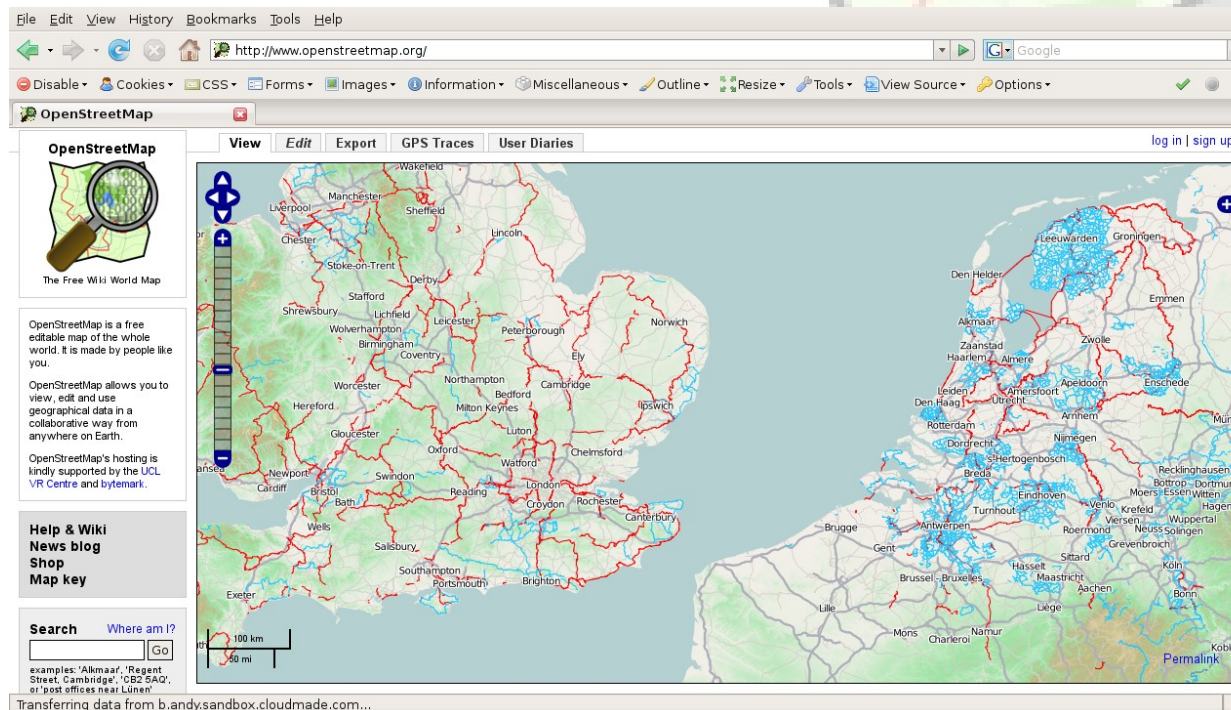 File Edit View History Bookmarks Tools Help
http://www.openstreetmap.org/
Google
Disable Cookies CSS Forms Images Information Miscellaneous Outline Resize Tools View Source Options
OpenStreetMap
OpenStreetMap
The Free Wiki World Map
OpenStreetMap is a free
editable map of the whole
world. It is made by people like
you.
OpenStreetMap allows you to
view, edit and use
geographical data in a
collaborative way from
anywhere on Earth.
OpenStreetMap's hosting is
kindly supported by the UCL
VR Centre and bytemark.
Help & Wiki
News blog
Shop
Map key
Search Where am I?
Go
examples: 'Alkmaar', 'Regent
Street, Cambridge', 'CB2 5AQ',
or 'post offices near Lünen'
View Edit Export GPS Traces User Diaries
log in | sign up
Wakefield
Manchester
Liverpool
Sheffield
Chester
Lincoln
Stoke-on-Trent
Derby
Stafford
Shrewsbury
Lichfield
Leicester
Wolverhampton
Peterborough
Norwich
Birmingham
Coventry
Ely
Worcester
Northampton
Cambridge
Bedford
Hereford
Milton Keynes
Ipswich
Gloucester
Luton
Oxford
Chelmsford
Watford
Newport
Swindon
London
Cardiff
Bristol
Reading
Rochester
Bath
Croydon
Canterbury
Wells
Salisbury
Southampton
Portsmouth
Brighton
Exeter
Leeuwarden
Groningen
Den Helder
Emmen
Alkmaar
Zwolle
Zaanstad
Haarlem
Almere
Leiden
Amersfoort
Apeldoorn
Enschede
Den Haag
Utrecht
Rotterdam
Arnhem
Dordrecht
Nijmegen
's-Hertogenbosch
Breda
Recklinghausen
Bottrop
Dortmund
Eindhoven
Moers
Essen
Witten
Turnhout
Venlo
Krefeld
Hagen
Brugge
Antwerpen
Viersen
Wuppertal
Roermond
Neuss
Solingen
Gent
Grevenbroich
Sittard
Hasselt
Köln
Brussel - Bruxelles
Maastricht
Aachen
Bonn
Lille
Liège
Mons
Namur
Charleroi
100 km
50 mi
Permalink
Transferring data from b.andy.sandbox.cloudmade.com...